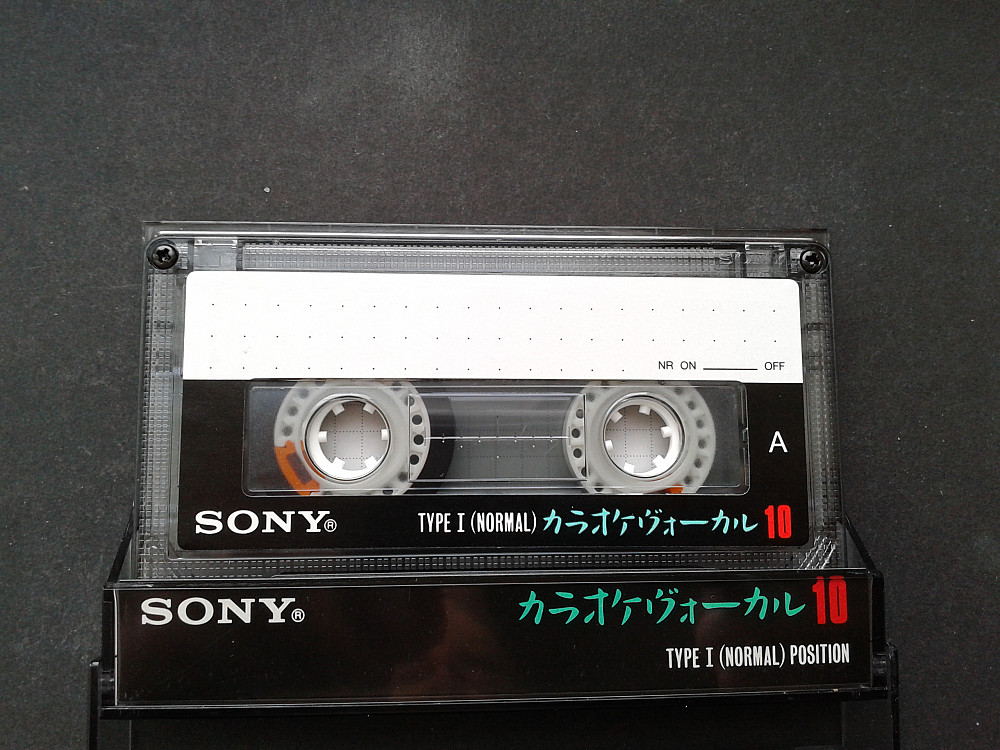 NR ON ______ OFF
A
SONY® TYPE I (NORMAL) カラオケヴォーカル 10
SONY® カラオケヴォーカル 10
TYPE I (NORMAL) POSITION